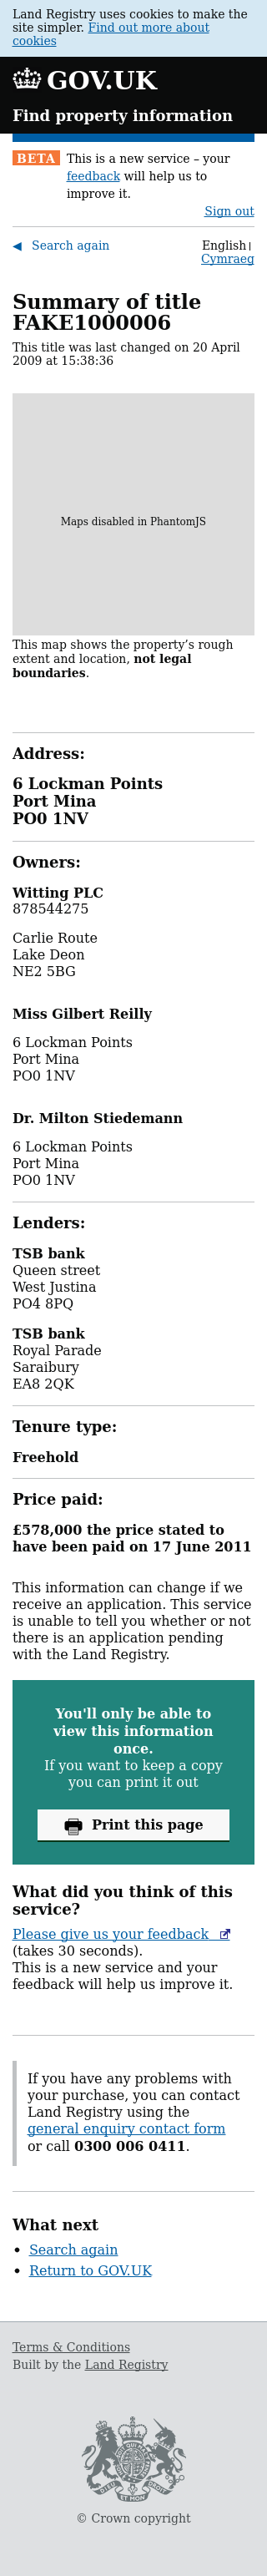 Land Registry uses cookies to make the
site simpler. Find out more about
cookies
GOV.UK
Find property information
BETA This is a new service – your
feedback will help us to
improve it.
Sign out
◀ Search again
English |
Cymraeg
Summary of title
FAKE1000006
This title was last changed on 20 April
2009 at 15:38:36
Maps disabled in PhantomJS
This map shows the property’s rough
extent and location, not legal
boundaries.
Address:
6 Lockman Points
Port Mina
PO0 1NV
Owners:
Witting PLC
878544275
Carlie Route
Lake Deon
NE2 5BG
Miss Gilbert Reilly
6 Lockman Points
Port Mina
PO0 1NV
Dr. Milton Stiedemann
6 Lockman Points
Port Mina
PO0 1NV
Lenders:
TSB bank
Queen street
West Justina
PO4 8PQ
TSB bank
Royal Parade
Saraibury
EA8 2QK
Tenure type:
Freehold
Price paid:
£578,000 the price stated to
have been paid on 17 June 2011
This information can change if we
receive an application. This service
is unable to tell you whether or not
there is an application pending
with the Land Registry.
You'll only be able to
view this information
once.
If you want to keep a copy
you can print it out
Print this page
What did you think of this
service?
Please give us your feedback
(takes 30 seconds).
This is a new service and your
feedback will help us improve it.
If you have any problems with
your purchase, you can contact
Land Registry using the
general enquiry contact form
or call 0300 006 0411.
What next
• Search again
• Return to GOV.UK
Terms & Conditions
Built by the Land Registry
© Crown copyright